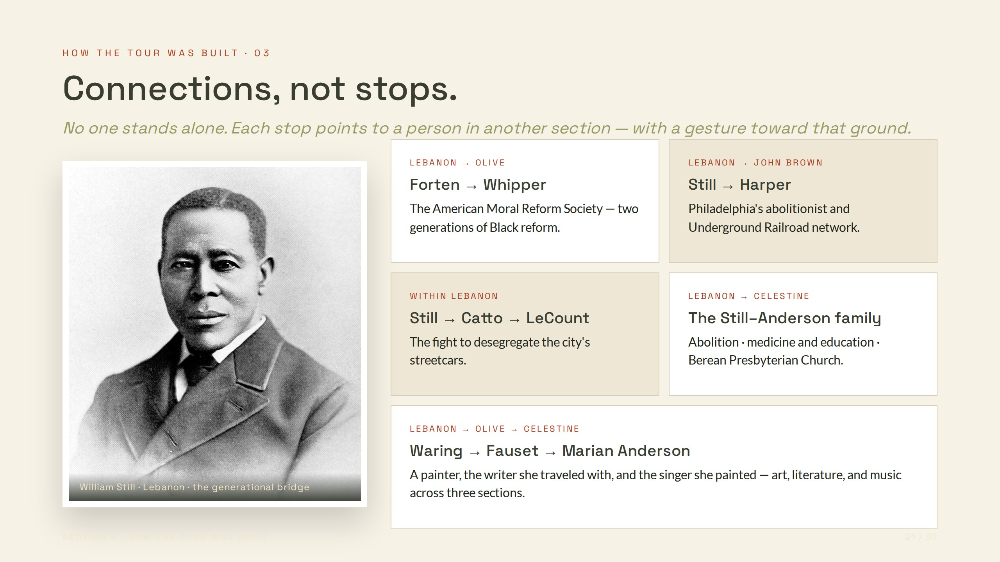 HOW THE TOUR WAS BUILT · 03
Connections, not stops.
No one stands alone. Each stop points to a person in another section — with a gesture toward that ground.
William Still · Lebanon · the generational bridge
LEBANON → OLIVE
Forten → Whipper
The American Moral Reform Society — two
generations of Black reform.
LEBANON → JOHN BROWN
Still → Harper
Philadelphia's abolitionist and
Underground Railroad network.
WITHIN LEBANON
Still → Catto → LeCount
The fight to desegregate the city's
streetcars.
LEBANON → CELESTINE
The Still–Anderson family
Abolition · medicine and education ·
Berean Presbyterian Church.
LEBANON → OLIVE → CELESTINE
Waring → Fauset → Marian Anderson
A painter, the writer she traveled with, and the singer she painted — art, literature, and music
across three sections.
SECTION 2 · HOW THE TOUR WAS BUILT
21 / 30